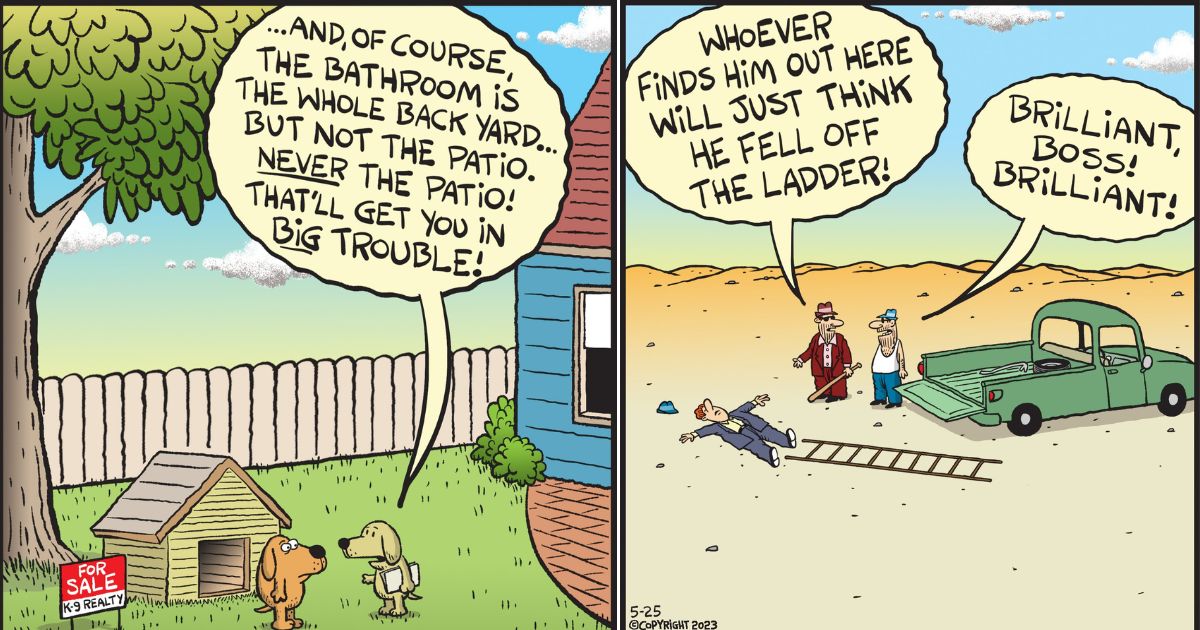 ...AND, OF COURSE,
THE BATHROOM iS
THE WHOLE BACK YARD...
BUT NOT THE PATiO.
NEVER THE PATiO!
THAT'LL GET YOU iN
BiG TROUBLE!
FOR
SALE
K-9 REALTY
WHOEVER
FiNDS HiM OUT HERE
WiLL JUST THiNK
HE FELL OFF
THE LADDER!
BRiLLiANT,
BOSS!
BRiLLiANT!
5-25
©COPYRiGHT 2023